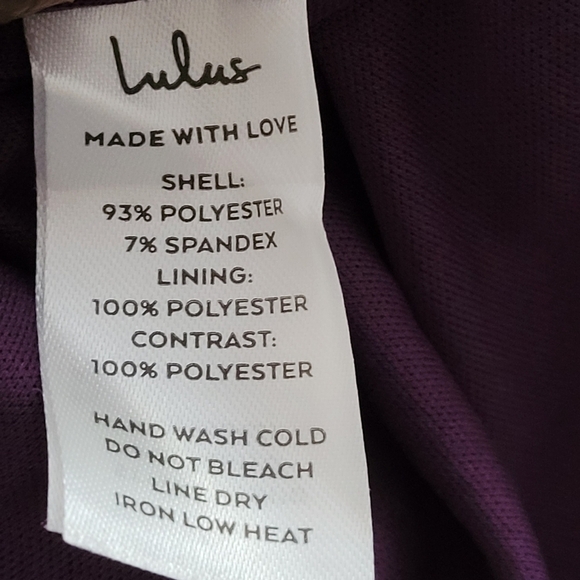 Lulus
MADE WITH LOVE
SHELL:
93% POLYESTER
7% SPANDEX
LINING:
100% POLYESTER
CONTRAST:
100% POLYESTER
HAND WASH COLD
DO NOT BLEACH
LINE DRY
IRON LOW HEAT